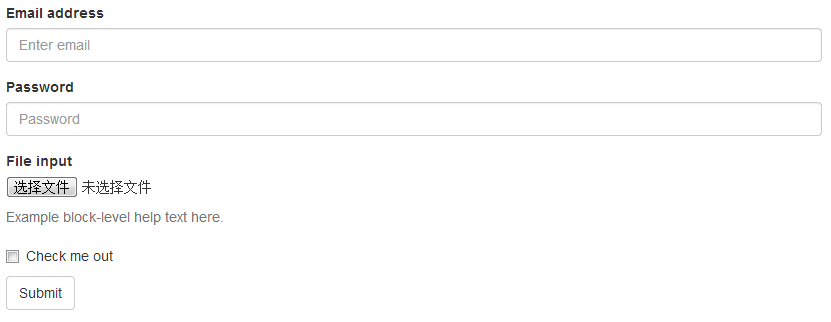 Email address
Enter email
Password
Password
File input
选择文件 未选择文件
Example block-level help text here.
Check me out
Submit